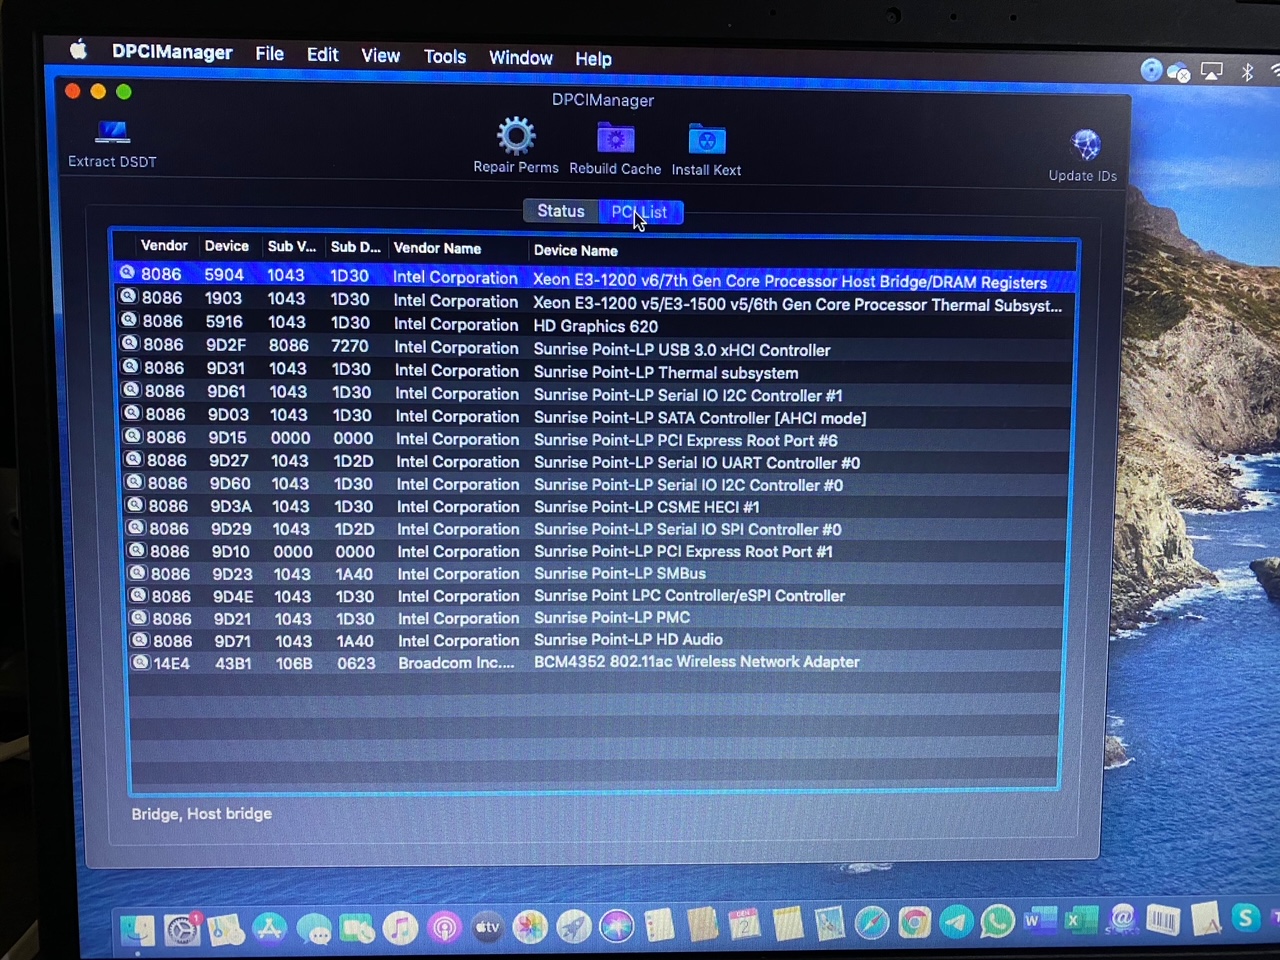 DPCIManager File Edit View Tools Window Help
DPCIManager
Extract DSDT
Repair Perms Rebuild Cache Install Kext
Update IDs
Status PCI List
Vendor Device Sub V... Sub D... Vendor Name Device Name
8086 5904 1043 1D30 Intel Corporation Xeon E3-1200 v6/7th Gen Core Processor Host Bridge/DRAM Registers
8086 1903 1043 1D30 Intel Corporation Xeon E3-1200 v5/E3-1500 v5/6th Gen Core Processor Thermal Subsyst...
8086 5916 1043 1D30 Intel Corporation HD Graphics 620
8086 9D2F 8086 7270 Intel Corporation Sunrise Point-LP USB 3.0 xHCI Controller
8086 9D31 1043 1D30 Intel Corporation Sunrise Point-LP Thermal subsystem
8086 9D61 1043 1D30 Intel Corporation Sunrise Point-LP Serial IO I2C Controller #1
8086 9D03 1043 1D30 Intel Corporation Sunrise Point-LP SATA Controller [AHCI mode]
8086 9D15 0000 0000 Intel Corporation Sunrise Point-LP PCI Express Root Port #6
8086 9D27 1043 1D2D Intel Corporation Sunrise Point-LP Serial IO UART Controller #0
8086 9D60 1043 1D30 Intel Corporation Sunrise Point-LP Serial IO I2C Controller #0
8086 9D3A 1043 1D30 Intel Corporation Sunrise Point-LP CSME HECI #1
8086 9D29 1043 1D2D Intel Corporation Sunrise Point-LP Serial IO SPI Controller #0
8086 9D10 0000 0000 Intel Corporation Sunrise Point-LP PCI Express Root Port #1
8086 9D23 1043 1A40 Intel Corporation Sunrise Point-LP SMBus
8086 9D4E 1043 1D30 Intel Corporation Sunrise Point LPC Controller/eSPI Controller
8086 9D21 1043 1D30 Intel Corporation Sunrise Point-LP PMC
8086 9D71 1043 1A40 Intel Corporation Sunrise Point-LP HD Audio
14E4 43B1 106B 0623 Broadcom Inc.... BCM4352 802.11ac Wireless Network Adapter
Bridge, Host bridge
1
tv
2
W
X
@
S